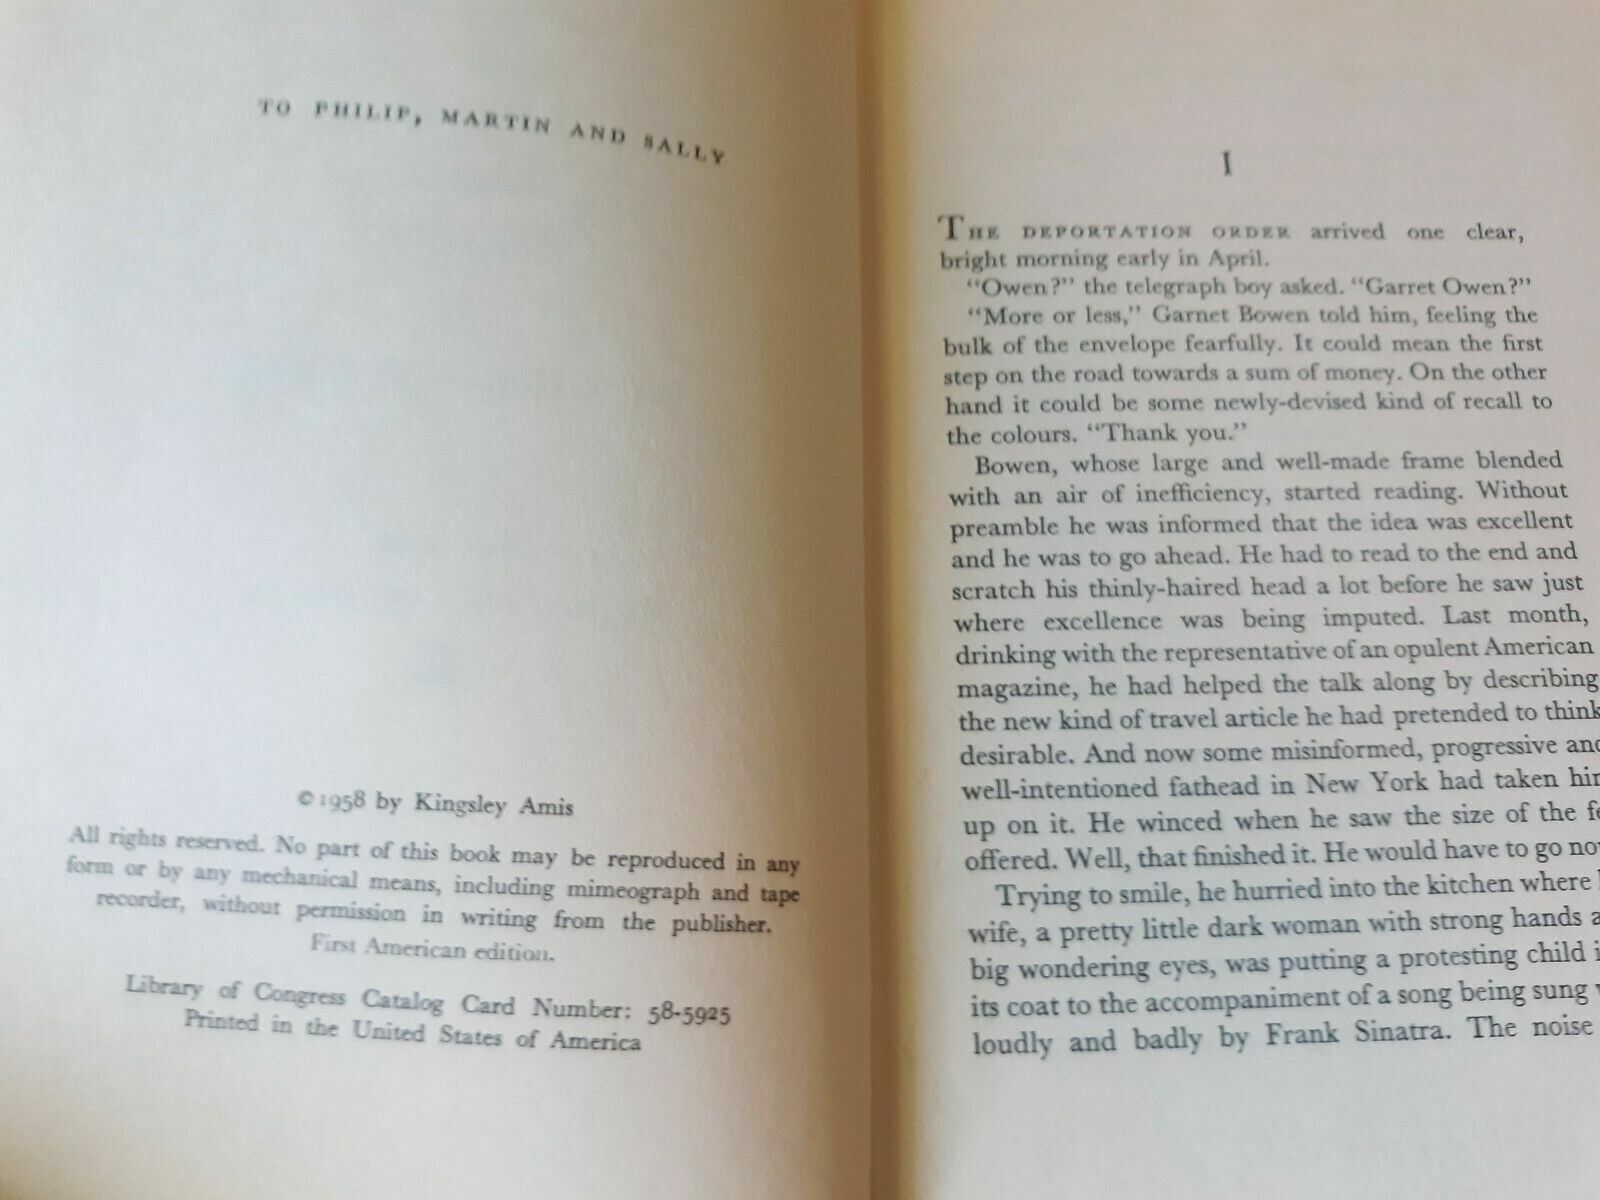 TO PHILIP, MARTIN AND SALLY
© 1958 by Kingsley Amis
All rights reserved. No part of this book may be reproduced in any
form or by any mechanical means, including mimeograph and tape
recorder, without permission in writing from the publisher.
First American edition.
Library of Congress Catalog Card Number: 58-5925
Printed in the United States of America
I
THE DEPORTATION ORDER arrived one clear,
bright morning early in April.
"Owen?" the telegraph boy asked. "Garret Owen?"
"More or less," Garnet Bowen told him, feeling the
bulk of the envelope fearfully. It could mean the first
step on the road towards a sum of money. On the other
hand it could be some newly-devised kind of recall to
the colours. "Thank you."
Bowen, whose large and well-made frame blended
with an air of inefficiency, started reading. Without
preamble he was informed that the idea was excellent
and he was to go ahead. He had to read to the end and
scratch his thinly-haired head a lot before he saw just
where excellence was being imputed. Last month,
drinking with the representative of an opulent American
magazine, he had helped the talk along by describing
the new kind of travel article he had pretended to think
desirable. And now some misinformed, progressive and
well-intentioned fathead in New York had taken him
up on it. He winced when he saw the size of the
offered. Well, that finished it. He would have to go
Trying to smile, he hurried into the kitchen where
wife, a pretty little dark woman with strong hands
big wondering eyes, was putting a protesting child
its coat to the accompaniment of a song being sung
loudly and badly by Frank Sinatra. The noise